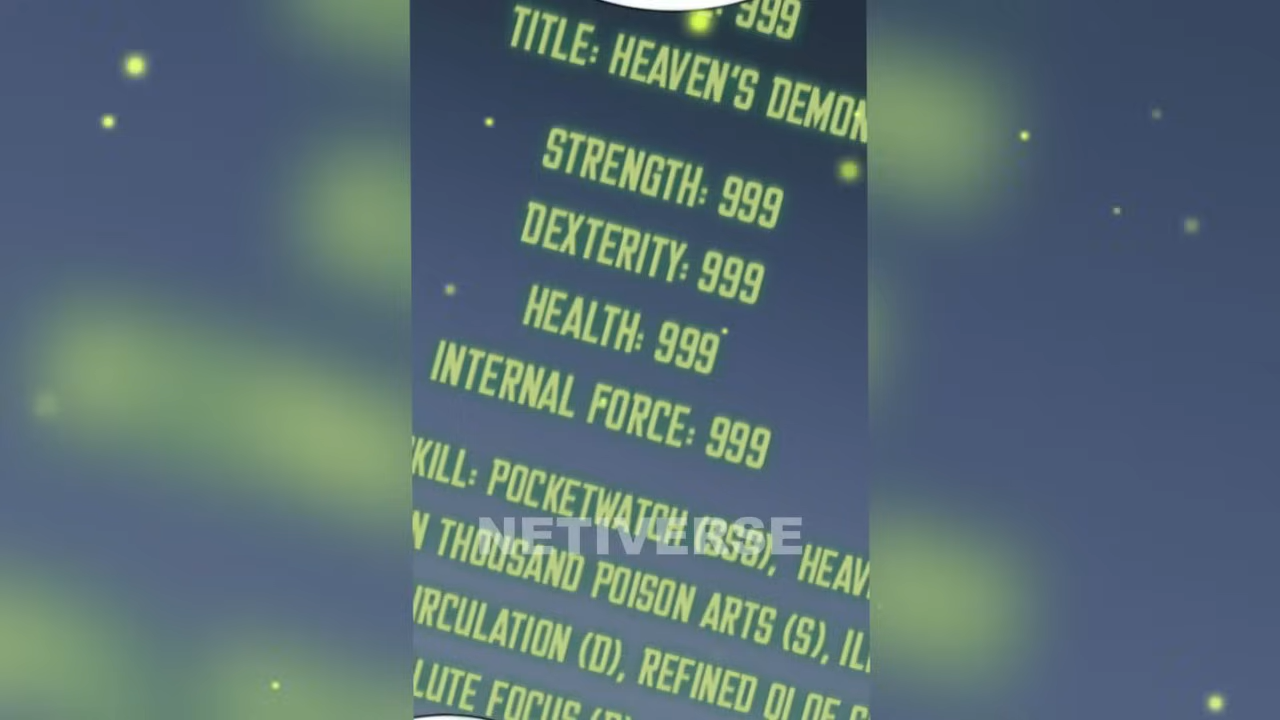 : 999
TITLE: HEAVEN'S DEMON
STRENGTH: 999
DEXTERITY: 999
HEALTH: 999
INTERNAL FORCE: 999
KILL: POCKETWATCH (SSS), HEAV
NETIVERSE
N THOUSAND POISON ARTS (S), IL
IRCULATION (D), REFINED QI OF
LUTE FOCUS